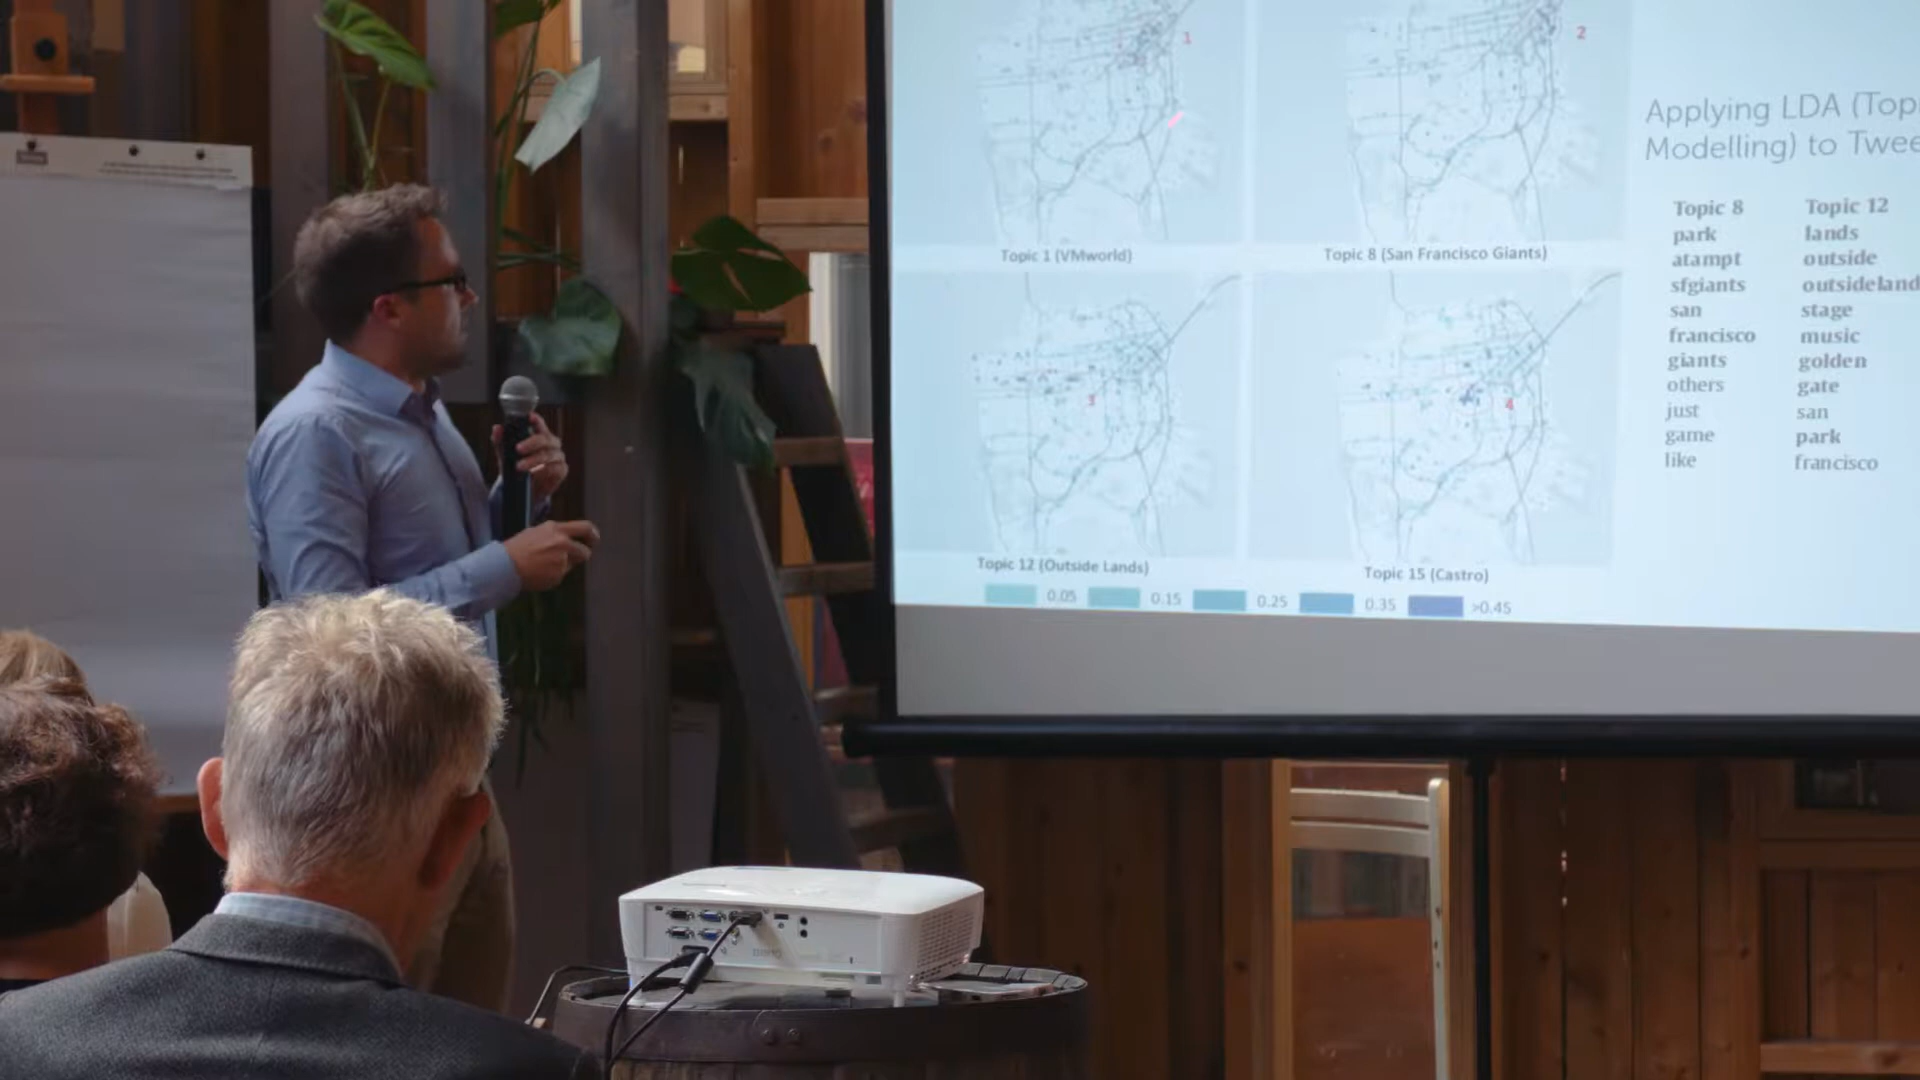 1
2
Topic 1 (VMworld)
Topic 8 (San Francisco Giants)
3
4
Topic 12 (Outside Lands)
Topic 15 (Castro)
0.05 0.15 0.25 0.35 >0.45
Applying LDA (Top
Modelling) to Twee
Topic 8 Topic 12
park lands
atampt outside
sfgiants outsideland
san stage
francisco music
giants golden
others gate
just san
game park
like francisco